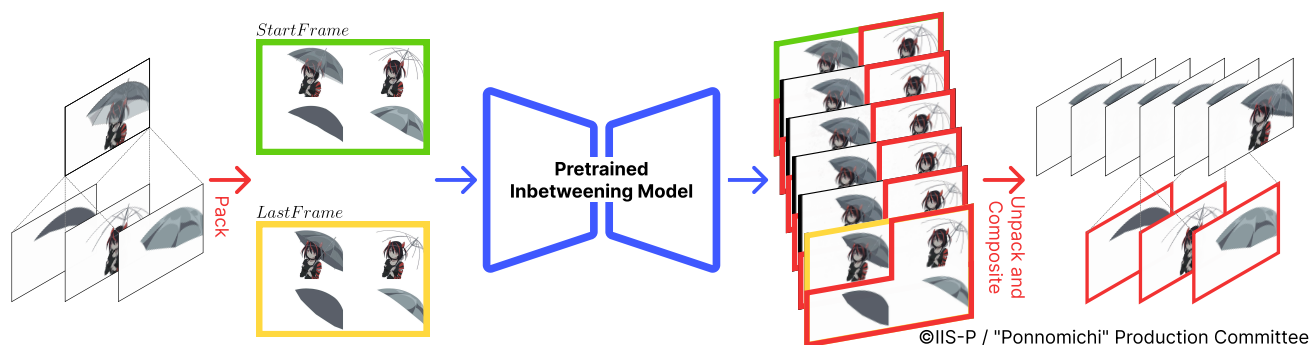 StartFrame
Pack
LastFrame
Pretrained
Inbetweening Model
Unpack and
Composite
©IIS-P / "Ponnomichi" Production Committee